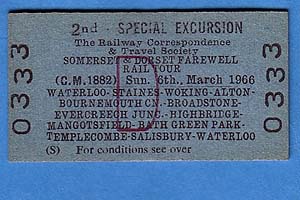 2nd - SPECIAL EXCURSION
The Railway Correspondence
& Travel Society
SOMERSET & DORSET FAREWELL
RAIL TOUR
(C.M.1882) Sun. 6th., March 1966
WATERLOO-STAINES-WOKING-ALTON-
BOURNEMOUTH CN.-BROADSTONE-
EVERCREECH JUNC.-HIGHBRIDGE-
MANGOTSFIELD-BATH GREEN PARK-
TEMPLECOMBE-SALISBURY-WATERLOO
(S) For conditions see over
0333
0333